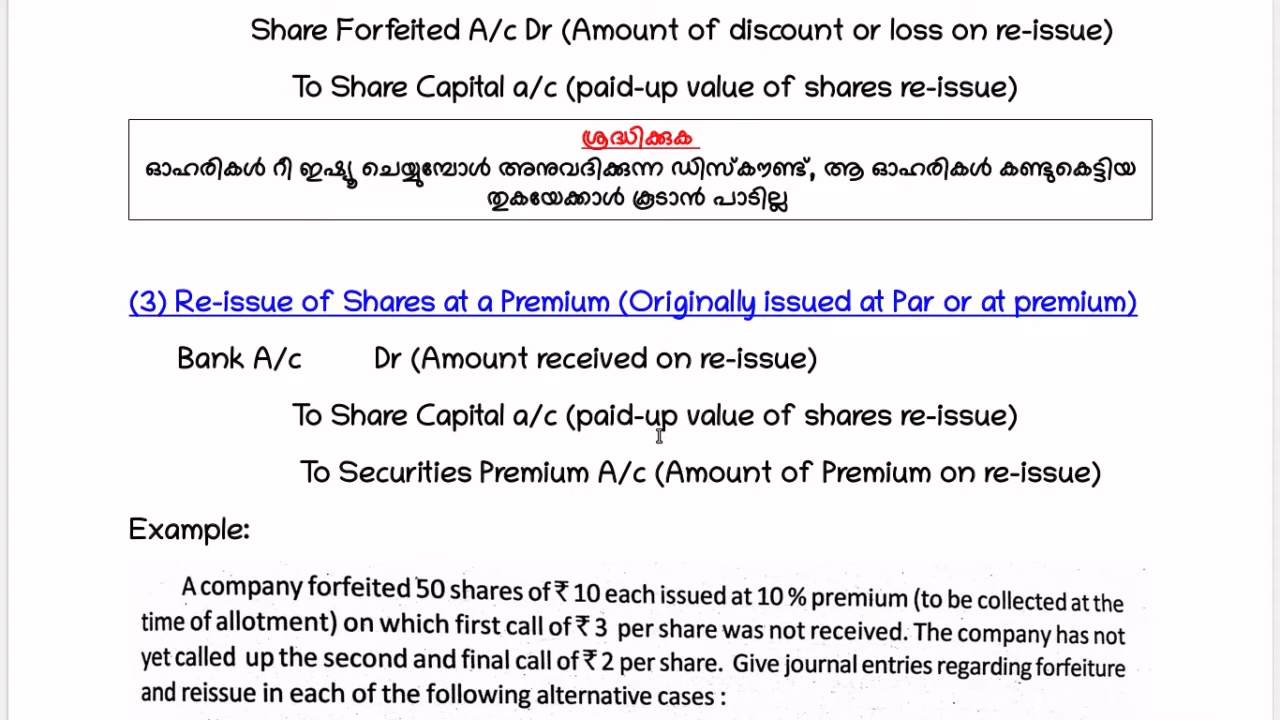 Share Forfeited A/c Dr (Amount of discount or loss on re-issue)
To Share Capital a/c (paid-up value of shares re-issue)
ശ്രദ്ധിക്കുക
ഓഹരികൾ റീ ഇഷ്യൂ ചെയ്യുമ്പോൾ അനുവദിക്കുന്ന ഡിസ്കൗണ്ട്, ആ ഓഹരികൾ കണ്ടുകെട്ടിയ
തുകയേക്കാൾ കൂടാൻ പാടില്ല
(3) Re-issue of Shares at a Premium (Originally issued at Par or at premium)
Bank A/c Dr (Amount received on re-issue)
To Share Capital a/c (paid-up value of shares re-issue)
To Securities Premium A/c (Amount of Premium on re-issue)
Example:
A company forfeited 50 shares of ₹ 10 each issued at 10 % premium (to be collected at the
time of allotment) on which first call of ₹ 3 per share was not received. The company has not
yet called up the second and final call of ₹ 2 per share. Give journal entries regarding forfeiture
and reissue in each of the following alternative cases :